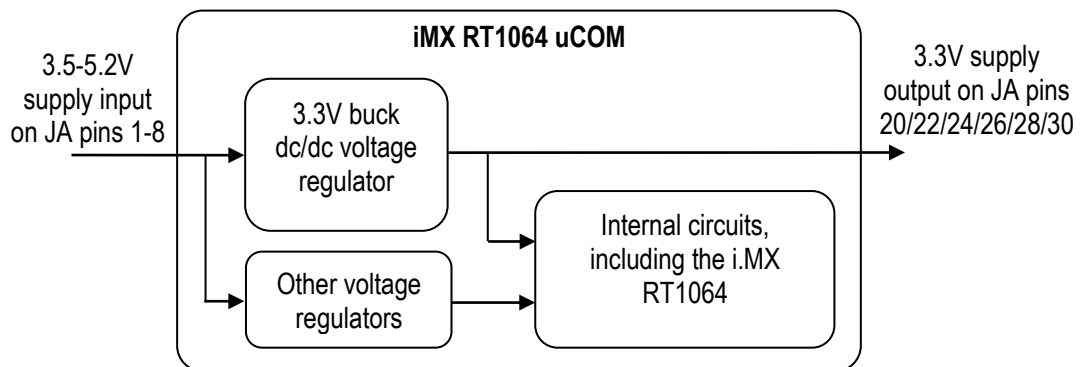 iMX RT1064 uCOM
3.5-5.2V
supply input
on JA pins 1-8
3.3V buck
dc/dc voltage
regulator
3.3V supply
output on JA pins
20/22/24/26/28/30
Other voltage
regulators
Internal circuits,
including the i.MX
RT1064